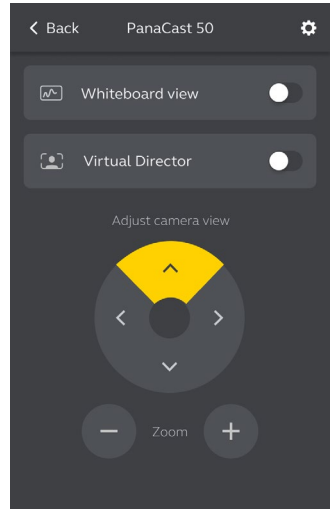 Back PanaCast 50
Whiteboard view
Virtual Director
Adjust camera view
Zoom